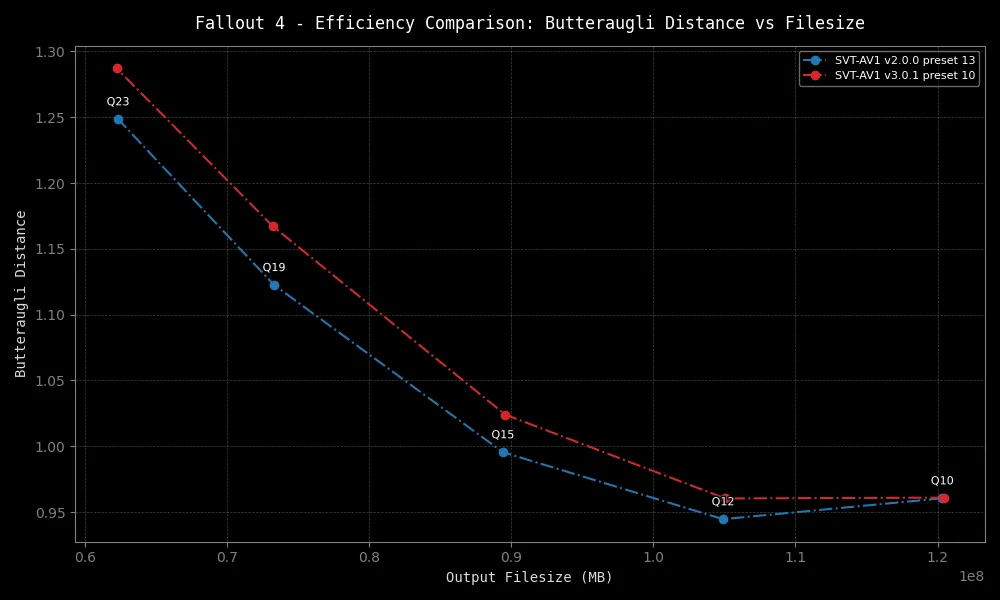 Fallout 4 - Efficiency Comparison: Butteraugli Distance vs Filesize
SVT-AV1 v2.0.0 preset 13
SVT-AV1 v3.0.1 preset 10
Butteraugli Distance
1.30
1.25
1.20
1.15
1.10
1.05
1.00
0.95
Q23
Q19
Q15
Q12
Q10
0.6
0.7
0.8
0.9
1.0
1.1
1.2
1e8
Output Filesize (MB)